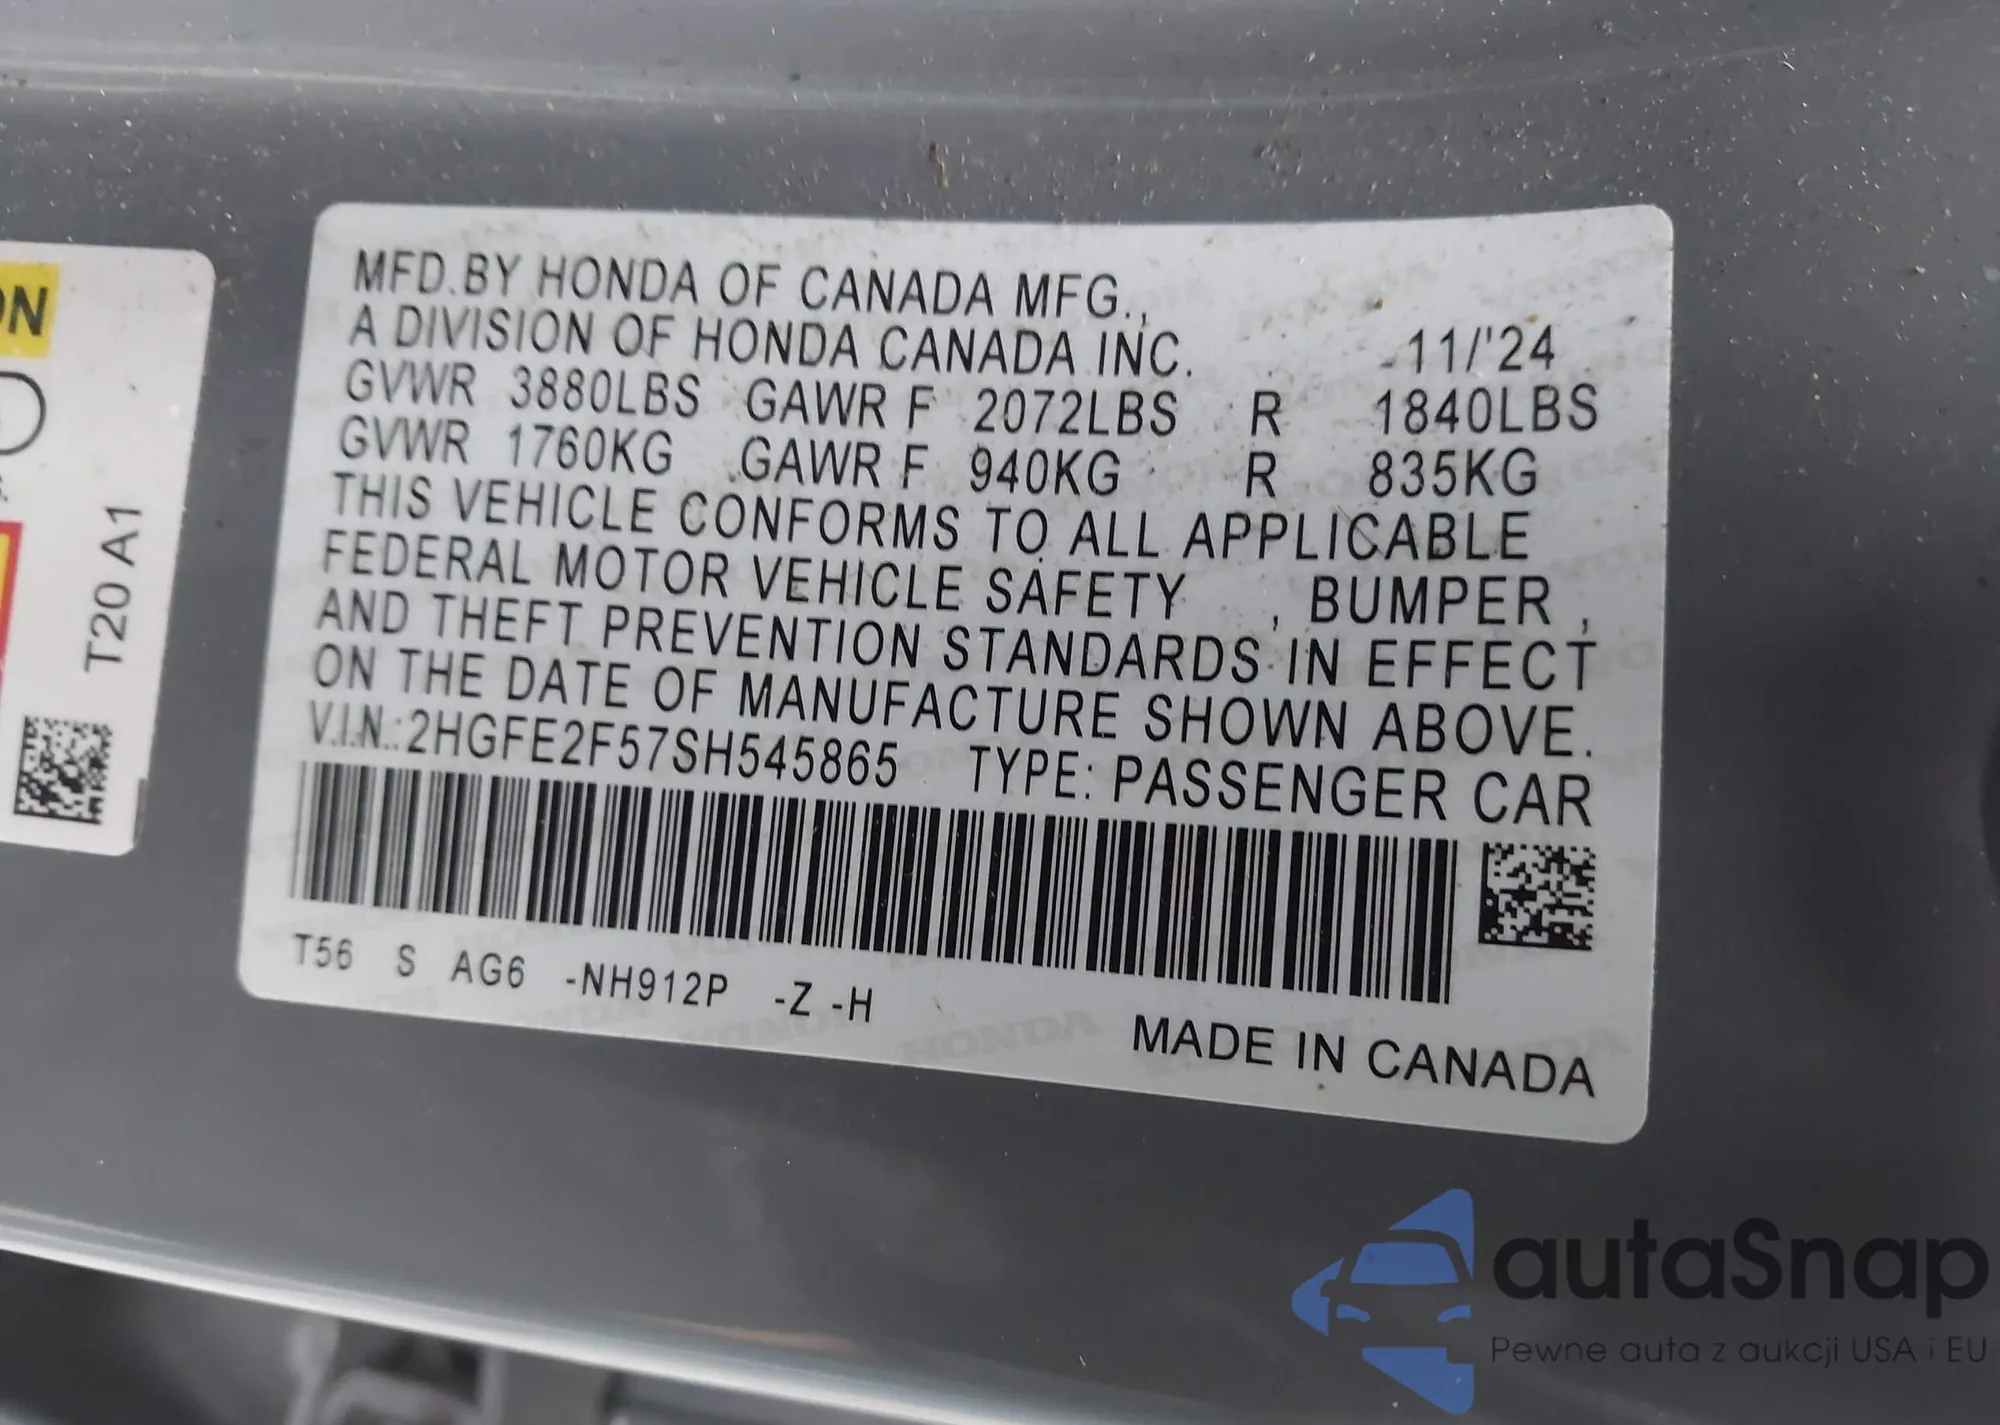 ON
T20 A1
MFD.BY HONDA OF CANADA MFG.,
A DIVISION OF HONDA CANADA INC. 11/'24
GVWR 3880LBS GAWR F 2072LBS R 1840LBS
GVWR 1760KG GAWR F 940KG R 835KG
THIS VEHICLE CONFORMS TO ALL APPLICABLE
FEDERAL MOTOR VEHICLE SAFETY , BUMPER ,
AND THEFT PREVENTION STANDARDS IN EFFECT
ON THE DATE OF MANUFACTURE SHOWN ABOVE.
V.I.N.:2HGFE2F57SH545865 TYPE: PASSENGER CAR
T56 S AG6 -NH912P -Z -H
MADE IN CANADA
autaSnap
Pewne auta z aukcji USA i EU